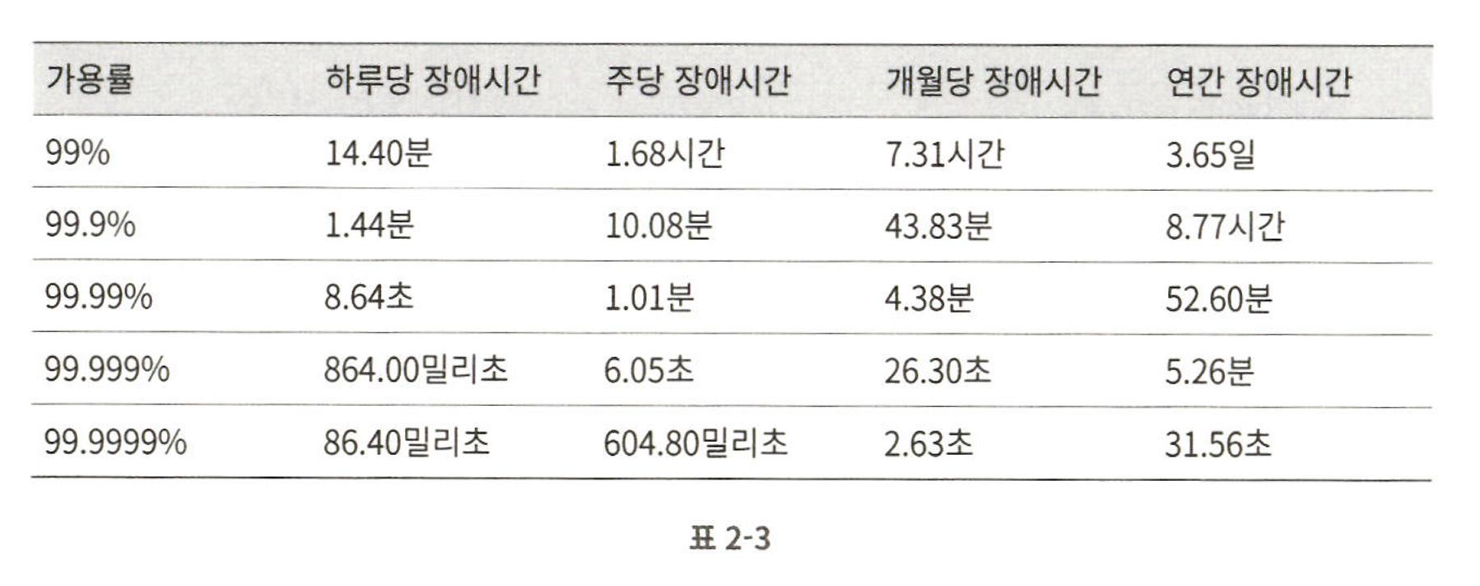 가용률 하루당 장애시간 주당 장애시간 개월당 장애시간 연간 장애시간
99% 14.40분 1.68시간 7.31시간 3.65일
99.9% 1.44분 10.08분 43.83분 8.77시간
99.99% 8.64초 1.01분 4.38분 52.60분
99.999% 864.00밀리초 6.05초 26.30초 5.26분
99.9999% 86.40밀리초 604.80밀리초 2.63초 31.56초
표 2-3